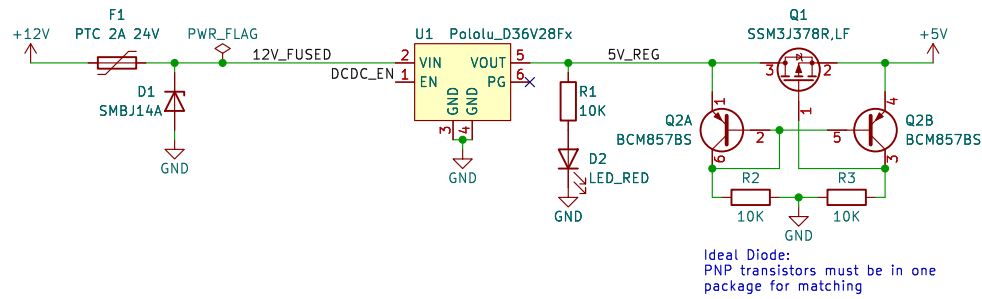 F1
Q1
+12V
PTC 2A 24V
PWR_FLAG
U1
Pololu_D36V28Fx
SSM3J378R,LF
+5V
12V_FUSED
2
VIN
VOUT
5
5V_REG
3
2
DCDC_EN
1
EN
PG
6
D1
SMBJ14A
GND
GND
R1
10K
1
1
4
Q2A
BCM857BS
Q2B
BCM857BS
3
4
2
5
GND
GND
D2
LED_RED
6
3
R2
R3
GND
10K
10K
GND
Ideal Diode:
PNP transistors must be in one
package for matching